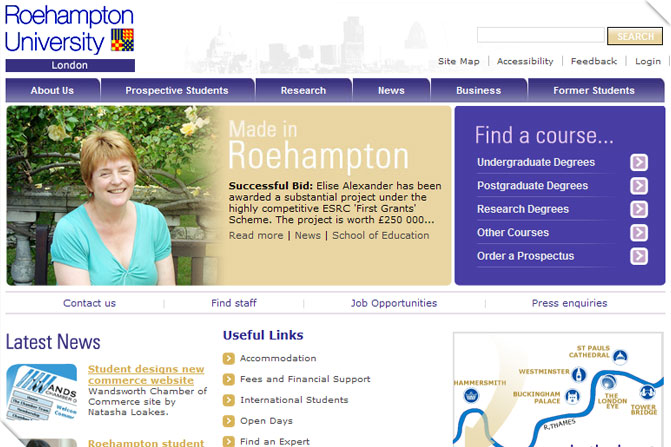 Roehampton
University
London
SEARCH
Site Map | Accessibility | Feedback | Login
About Us
Prospective Students
Research
News
Business
Former Students
Made in
Roehampton
Successful Bid: Elise Alexander has been
awarded a substantial project under the
highly competitive ESRC 'First Grants'
Scheme. The project is worth £250 000...
Read more | News | School of Education
Find a course...
Undergraduate Degrees
Postgraduate Degrees
Research Degrees
Other Courses
Order a Prospectus
Contact us
Find staff
Job Opportunities
Press enquiries
Latest News
Student designs new
commerce website
Wandsworth Chamber of
Commerce site by
Natasha Loakes.
Roehampton student
Useful Links
Accommodation
Fees and Financial Support
International Students
Open Days
Find an Expert
ST PAULS
CATHEDRAL
WESTMINSTER
HAMMERSMITH
BUCKINGHAM
PALACE
THE
LONDON
EYE
TOWER
BRIDGE
R.THAMES